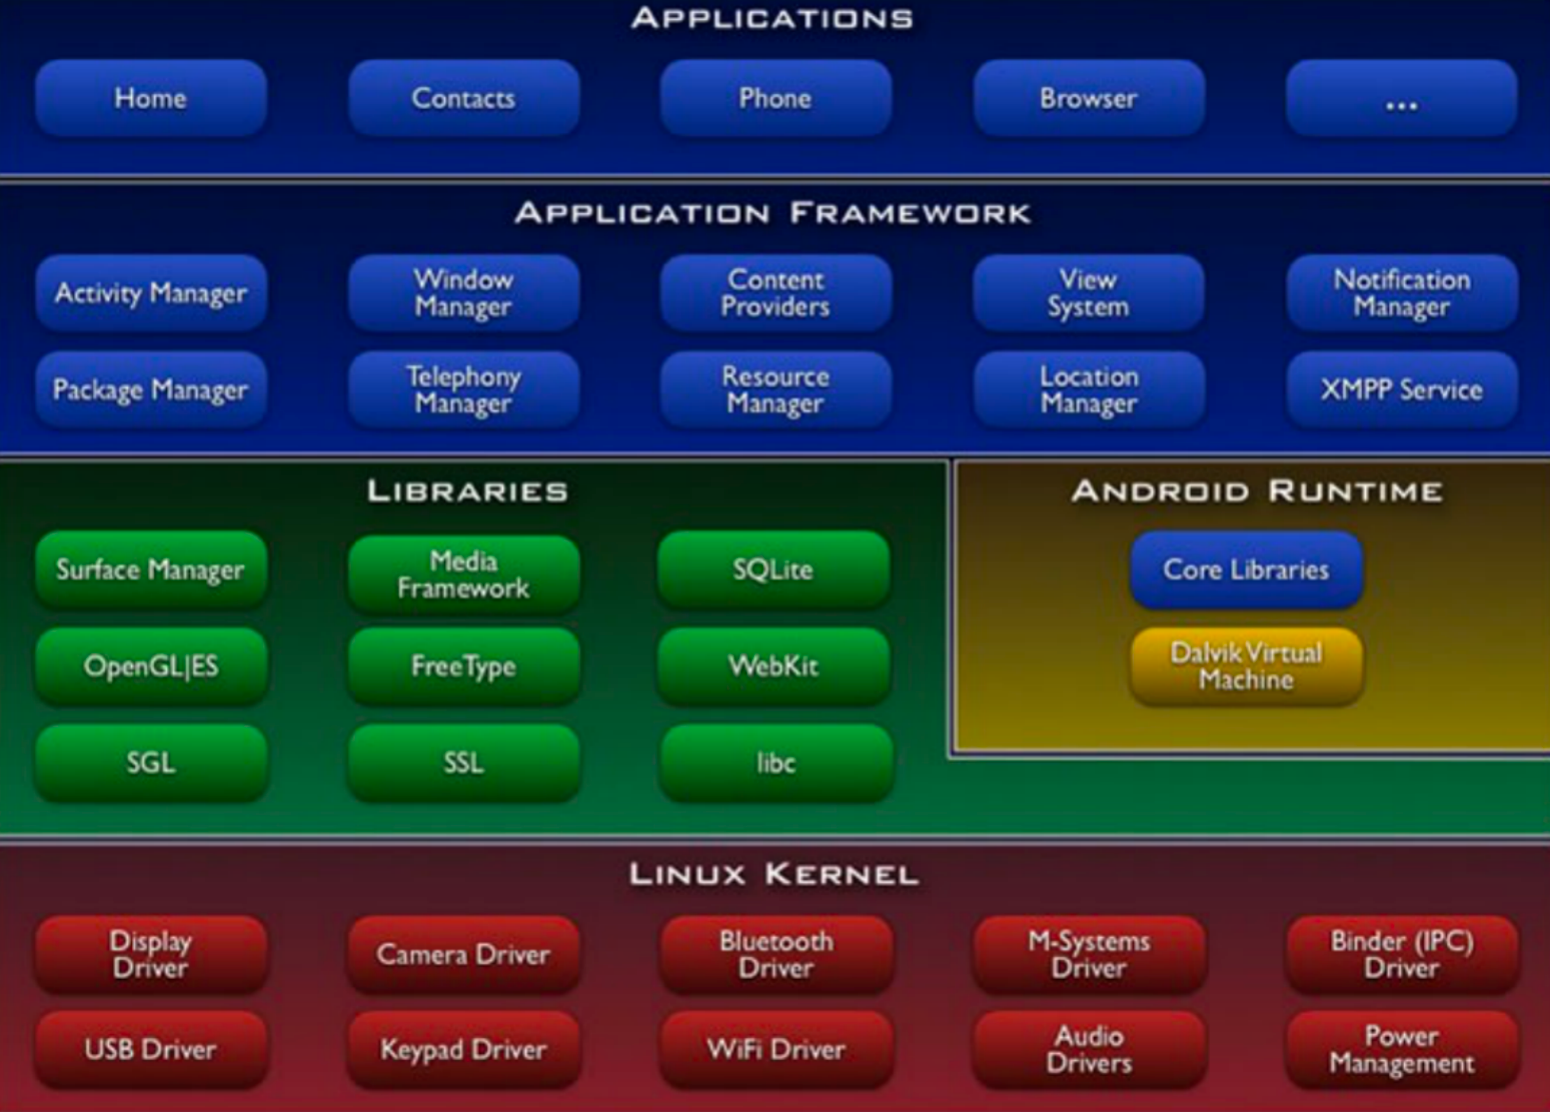 APPLICATIONS
Home
Contacts
Phone
Browser
...
APPLICATION FRAMEWORK
Activity Manager
Window
Manager
Content
Providers
View
System
Notification
Manager
Package Manager
Telephony
Manager
Resource
Manager
Location
Manager
XMPP Service
LIBRARIES
Surface Manager
Media
Framework
SQLite
OpenGL|ES
FreeType
WebKit
SGL
SSL
libc
ANDROID RUNTIME
Core Libraries
Dalvik Virtual
Machine
LINUX KERNEL
Display
Driver
Camera Driver
Bluetooth
Driver
M-Systems
Driver
Binder (IPC)
Driver
USB Driver
Keypad Driver
WiFi Driver
Audio
Drivers
Power
Management